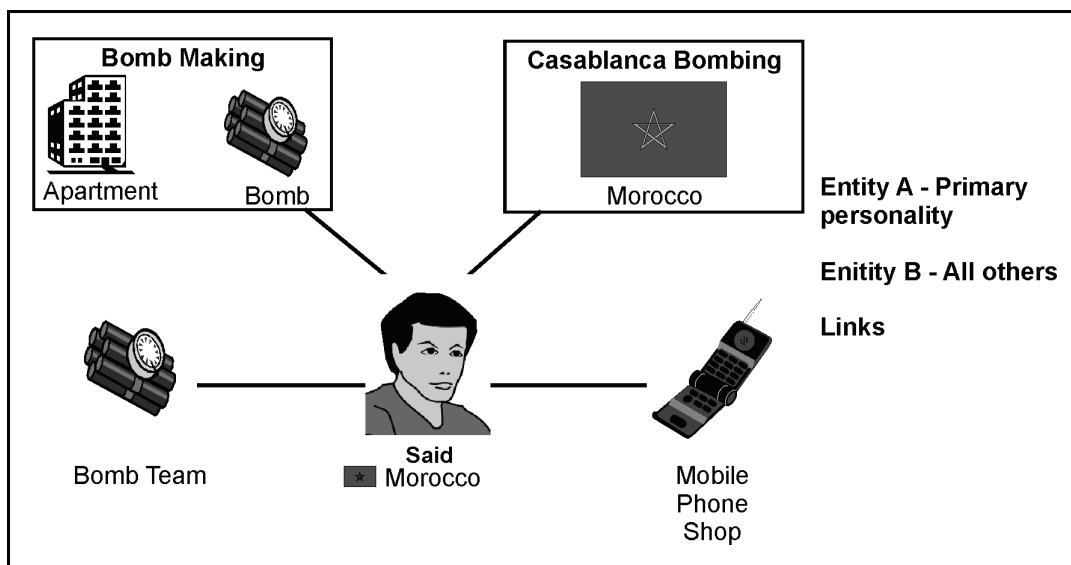 Bomb Making
Apartment
Bomb
Casablanca Bombing
Morocco
Entity A - Primary
personality
Enitity B - All others
Links
Bomb Team
Said
Morocco
Mobile
Phone
Shop